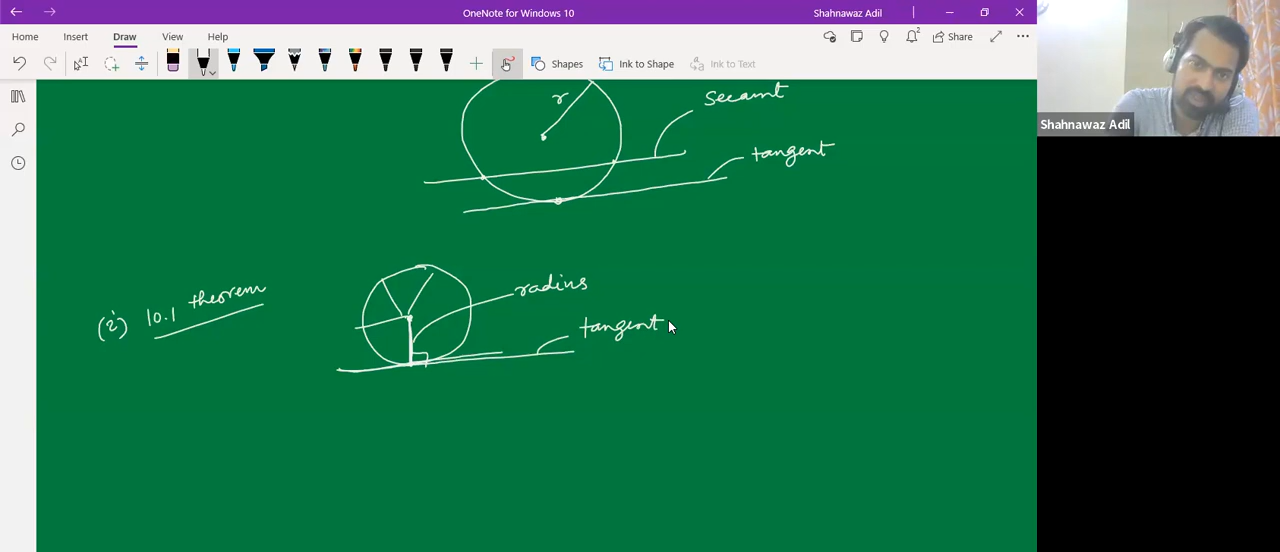 OneNote for Windows 10
Shahnawaz Adil
Home Insert Draw View Help
Share
Shapes
Ink to Shape
Ink to Text
Shahnawaz Adil
r
Secant
tangent
(2) 10.1 theorem
radius
tangent